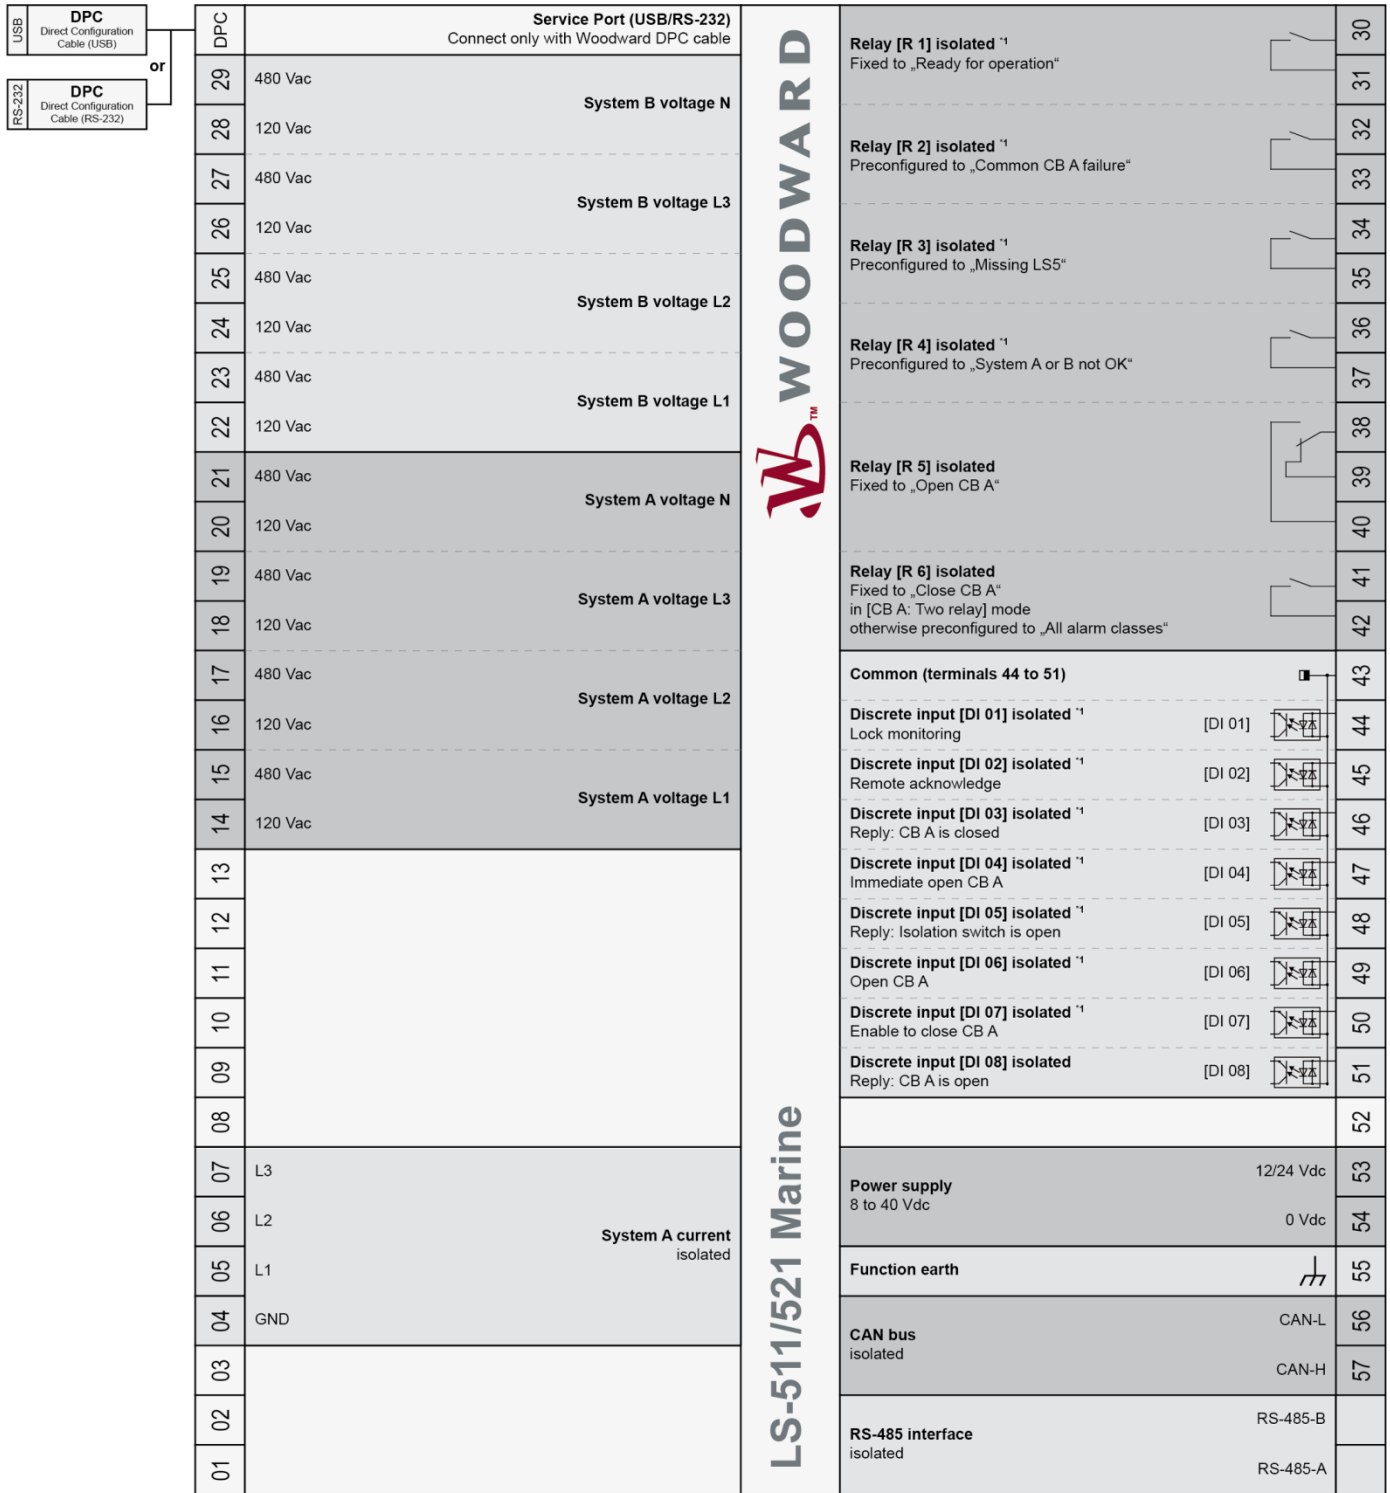 USB
DPC
Direct Configuration
Cable (USB)
or
RS-232
DPC
Direct Configuration
Cable (RS-232)
DPC
Service Port (USB/RS-232)
Connect only with Woodward DPC cable
29
480 Vac
System B voltage N
28
120 Vac
27
480 Vac
System B voltage L3
26
120 Vac
25
480 Vac
System B voltage L2
24
120 Vac
23
480 Vac
System B voltage L1
22
120 Vac
21
480 Vac
System A voltage N
20
120 Vac
19
480 Vac
System A voltage L3
18
120 Vac
17
480 Vac
System A voltage L2
16
120 Vac
15
480 Vac
System A voltage L1
14
120 Vac
13
12
11
10
09
08
07
L3
06
L2
System A current
isolated
05
L1
04
GND
03
02
01
WOODWARD
TM
LS-511/521 Marine
Relay [R 1] isolated *1
Fixed to „Ready for operation“
30
31
Relay [R 2] isolated *1
Preconfigured to „Common CB A failure“
32
33
Relay [R 3] isolated *1
Preconfigured to „Missing LS5“
34
35
Relay [R 4] isolated *1
Preconfigured to „System A or B not OK“
36
37
Relay [R 5] isolated
Fixed to „Open CB A“
38
39
40
Relay [R 6] isolated
Fixed to „Close CB A“
in [CB A: Two relay] mode
otherwise preconfigured to „All alarm classes“
41
42
Common (terminals 44 to 51)
43
Discrete input [DI 01] isolated *1
Lock monitoring
[DI 01]
44
Discrete input [DI 02] isolated *1
Remote acknowledge
[DI 02]
45
Discrete input [DI 03] isolated *1
Reply: CB A is closed
[DI 03]
46
Discrete input [DI 04] isolated *1
Immediate open CB A
[DI 04]
47
Discrete input [DI 05] isolated *1
Reply: Isolation switch is open
[DI 05]
48
Discrete input [DI 06] isolated *1
Open CB A
[DI 06]
49
Discrete input [DI 07] isolated *1
Enable to close CB A
[DI 07]
50
Discrete input [DI 08] isolated
Reply: CB A is open
[DI 08]
51
52
Power supply
8 to 40 Vdc
12/24 Vdc
53
0 Vdc
54
Function earth
55
CAN bus
isolated
CAN-L
56
CAN-H
57
RS-485 interface
isolated
RS-485-B
RS-485-A